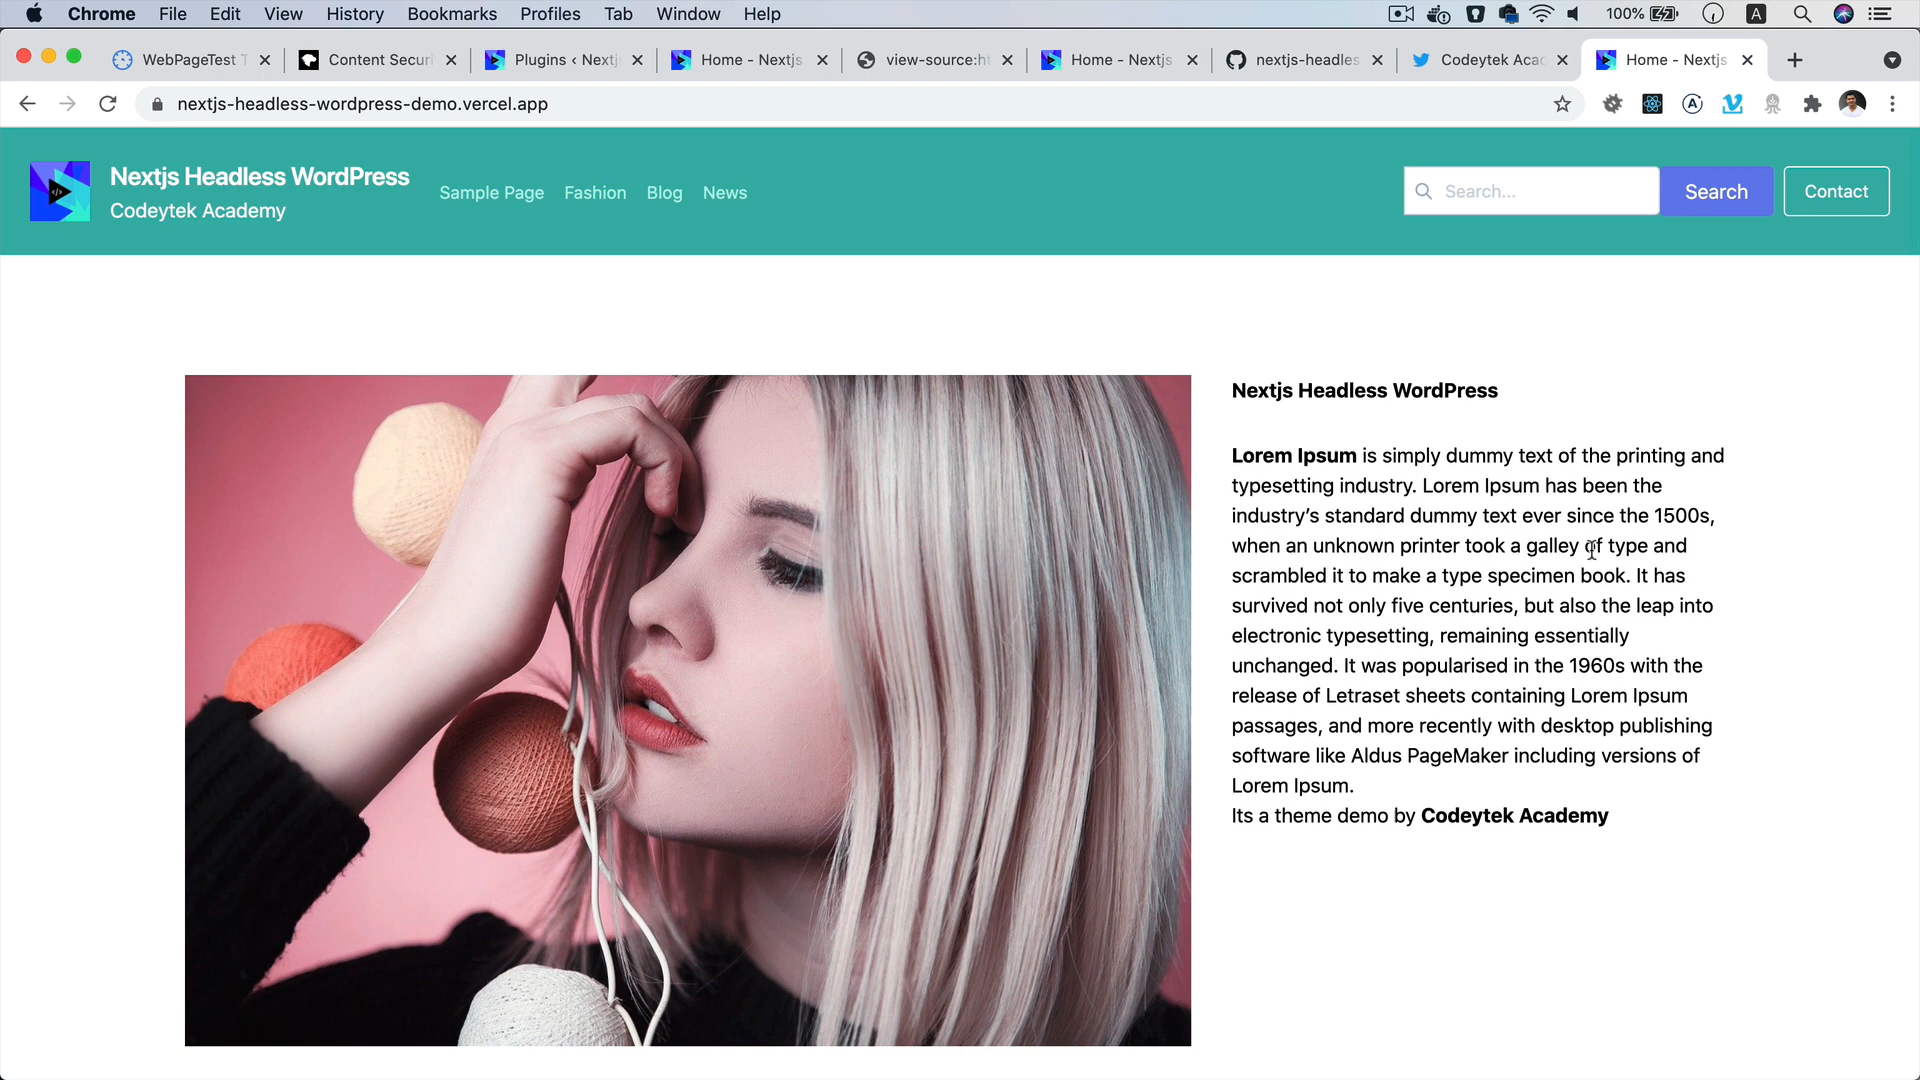 Chrome File Edit View History Bookmarks Profiles Tab Window Help 100% A
WebPageTest T Content Securi Plugins ‹ Nextj Home - Nextjs view-source:ht Home - Nextjs nextjs-headles Codeytek Acad Home - Nextjs
nextjs-headless-wordpress-demo.vercel.app
Nextjs Headless WordPress
Codeytek Academy
Sample Page Fashion Blog News
Search... Search Contact
Nextjs Headless WordPress
Lorem Ipsum is simply dummy text of the printing and
typesetting industry. Lorem Ipsum has been the
industry’s standard dummy text ever since the 1500s,
when an unknown printer took a galley of type and
scrambled it to make a type specimen book. It has
survived not only five centuries, but also the leap into
electronic typesetting, remaining essentially
unchanged. It was popularised in the 1960s with the
release of Letraset sheets containing Lorem Ipsum
passages, and more recently with desktop publishing
software like Aldus PageMaker including versions of
Lorem Ipsum.
Its a theme demo by Codeytek Academy